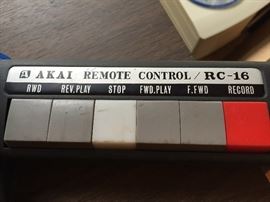 AKAI REMOTE CONTROL / RC-16
RWD REV.PLAY STOP FWD.PLAY F.FWD RECORD